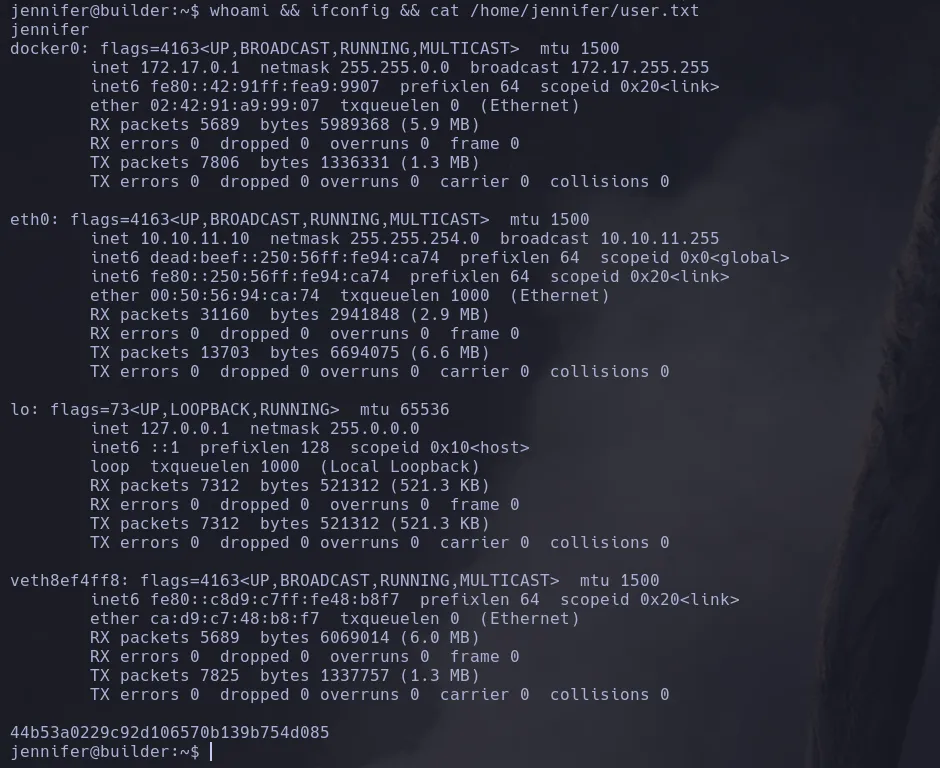 jennifer@builder:~$ whoami && ifconfig && cat /home/jennifer/user.txt
jennifer
docker0: flags=4163<UP,BROADCAST,RUNNING,MULTICAST>  mtu 1500
        inet 172.17.0.1  netmask 255.255.0.0  broadcast 172.17.255.255
        inet6 fe80::42:91ff:fea9:9907  prefixlen 64  scopeid 0x20<link>
        ether 02:42:91:a9:99:07  txqueuelen 0  (Ethernet)
        RX packets 5689  bytes 5989368 (5.9 MB)
        RX errors 0  dropped 0  overruns 0  frame 0
        TX packets 7806  bytes 1336331 (1.3 MB)
        TX errors 0  dropped 0 overruns 0  carrier 0  collisions 0

eth0: flags=4163<UP,BROADCAST,RUNNING,MULTICAST>  mtu 1500
        inet 10.10.11.10  netmask 255.255.254.0  broadcast 10.10.11.255
        inet6 dead:beef::250:56ff:fe94:ca74  prefixlen 64  scopeid 0x0<global>
        inet6 fe80::250:56ff:fe94:ca74  prefixlen 64  scopeid 0x20<link>
        ether 00:50:56:94:ca:74  txqueuelen 1000  (Ethernet)
        RX packets 31160  bytes 2941848 (2.9 MB)
        RX errors 0  dropped 0  overruns 0  frame 0
        TX packets 13703  bytes 6694075 (6.6 MB)
        TX errors 0  dropped 0 overruns 0  carrier 0  collisions 0

lo: flags=73<UP,LOOPBACK,RUNNING>  mtu 65536
        inet 127.0.0.1  netmask 255.0.0.0
        inet6 ::1  prefixlen 128  scopeid 0x10<host>
        loop  txqueuelen 1000  (Local Loopback)
        RX packets 7312  bytes 521312 (521.3 KB)
        RX errors 0  dropped 0  overruns 0  frame 0
        TX packets 7312  bytes 521312 (521.3 KB)
        TX errors 0  dropped 0 overruns 0  carrier 0  collisions 0

veth8ef4ff8: flags=4163<UP,BROADCAST,RUNNING,MULTICAST>  mtu 1500
        inet6 fe80::c8d9:c7ff:fe48:b8f7  prefixlen 64  scopeid 0x20<link>
        ether ca:d9:c7:48:b8:f7  txqueuelen 0  (Ethernet)
        RX packets 5689  bytes 6069014 (6.0 MB)
        RX errors 0  dropped 0  overruns 0  frame 0
        TX packets 7825  bytes 1337757 (1.3 MB)
        TX errors 0  dropped 0 overruns 0  carrier 0  collisions 0

44b53a0229c92d106570b139b754d085
jennifer@builder:~$